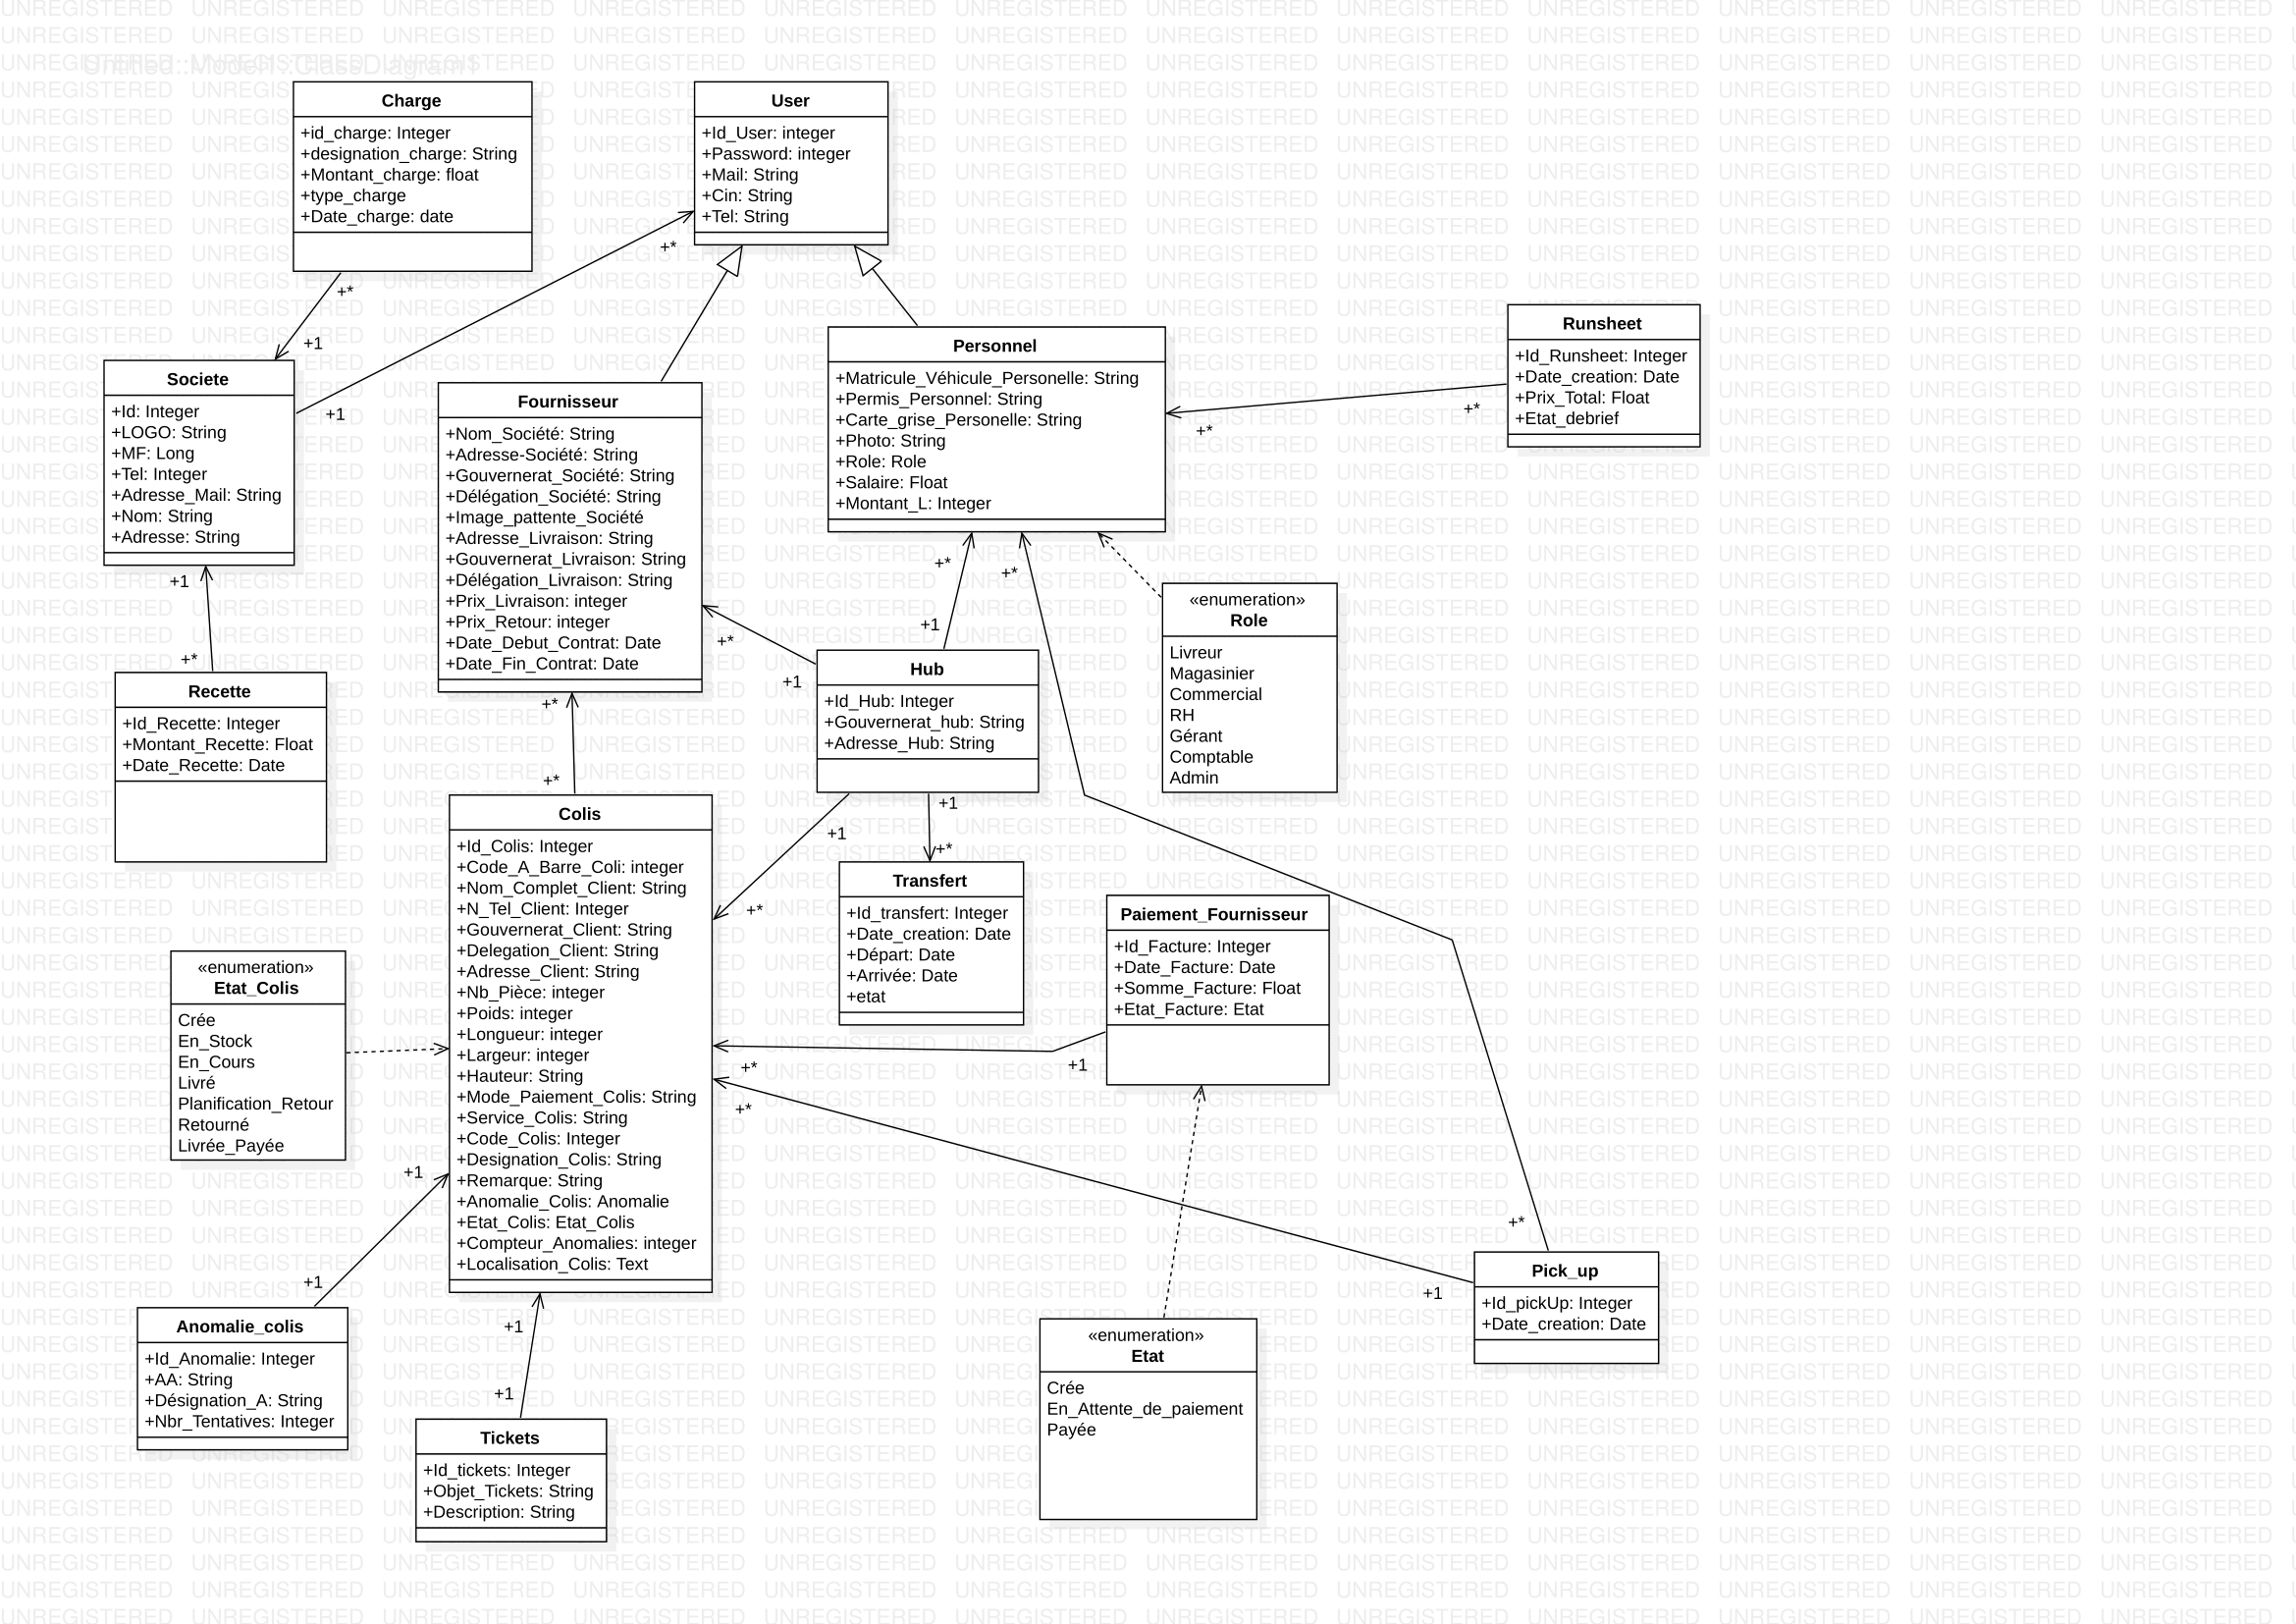 Untitled::Model1::ClassDiagram1
Charge
+id_charge: Integer
+designation_charge: String
+Montant_charge: float
+type_charge
+Date_charge: date
User
+Id_User: integer
+Password: integer
+Mail: String
+Cin: String
+Tel: String
+*
+*
+1
+1
Societe
+Id: Integer
+LOGO: String
+MF: Long
+Tel: Integer
+Adresse_Mail: String
+Nom: String
+Adresse: String
+1
+*
Recette
+Id_Recette: Integer
+Montant_Recette: Float
+Date_Recette: Date
Fournisseur
+Nom_Société: String
+Adresse-Société: String
+Gouvernerat_Société: String
+Délégation_Société: String
+Image_pattente_Société
+Adresse_Livraison: String
+Gouvernerat_Livraison: String
+Délégation_Livraison: String
+Prix_Livraison: integer
+Prix_Retour: integer
+Date_Debut_Contrat: Date
+Date_Fin_Contrat: Date
Personnel
+Matricule_Véhicule_Personelle: String
+Permis_Personnel: String
+Carte_grise_Personelle: String
+Photo: String
+Role: Role
+Salaire: Float
+Montant_L: Integer
Runsheet
+Id_Runsheet: Integer
+Date_creation: Date
+Prix_Total: Float
+Etat_debrief
+*
+*
+*
+*
+1
+*
+1
«enumeration»
Role
Livreur
Magasinier
Commercial
RH
Gérant
Comptable
Admin
Hub
+Id_Hub: Integer
+Gouvernerat_hub: String
+Adresse_Hub: String
+*
+*
+1
+*
+1
+*
Colis
+Id_Colis: Integer
+Code_A_Barre_Coli: integer
+Nom_Complet_Client: String
+N_Tel_Client: Integer
+Gouvernerat_Client: String
+Delegation_Client: String
+Adresse_Client: String
+Nb_Pièce: integer
+Poids: integer
+Longueur: integer
+Largeur: integer
+Hauteur: String
+Mode_Paiement_Colis: String
+Service_Colis: String
+Code_Colis: Integer
+Designation_Colis: String
+Remarque: String
+Anomalie_Colis: Anomalie
+Etat_Colis: Etat_Colis
+Compteur_Anomalies: integer
+Localisation_Colis: Text
Transfert
+Id_transfert: Integer
+Date_creation: Date
+Départ: Date
+Arrivée: Date
+etat
Paiement_Fournisseur
+Id_Facture: Integer
+Date_Facture: Date
+Somme_Facture: Float
+Etat_Facture: Etat
+*
+1
+*
+1
+*
«enumeration»
Etat_Colis
Crée
En_Stock
En_Cours
Livré
Planification_Retour
Retourné
Livrée_Payée
+1
+1
Anomalie_colis
+Id_Anomalie: Integer
+AA: String
+Désignation_A: String
+Nbr_Tentatives: Integer
+1
+1
Tickets
+Id_tickets: Integer
+Objet_Tickets: String
+Description: String
«enumeration»
Etat
Crée
En_Attente_de_paiement
Payée
Pick_up
+Id_pickUp: Integer
+Date_creation: Date
UNREGISTERED